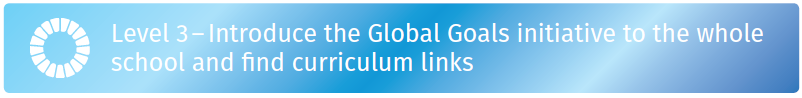 Level 3 – Introduce the Global Goals initiative to the whole
school and find curriculum links